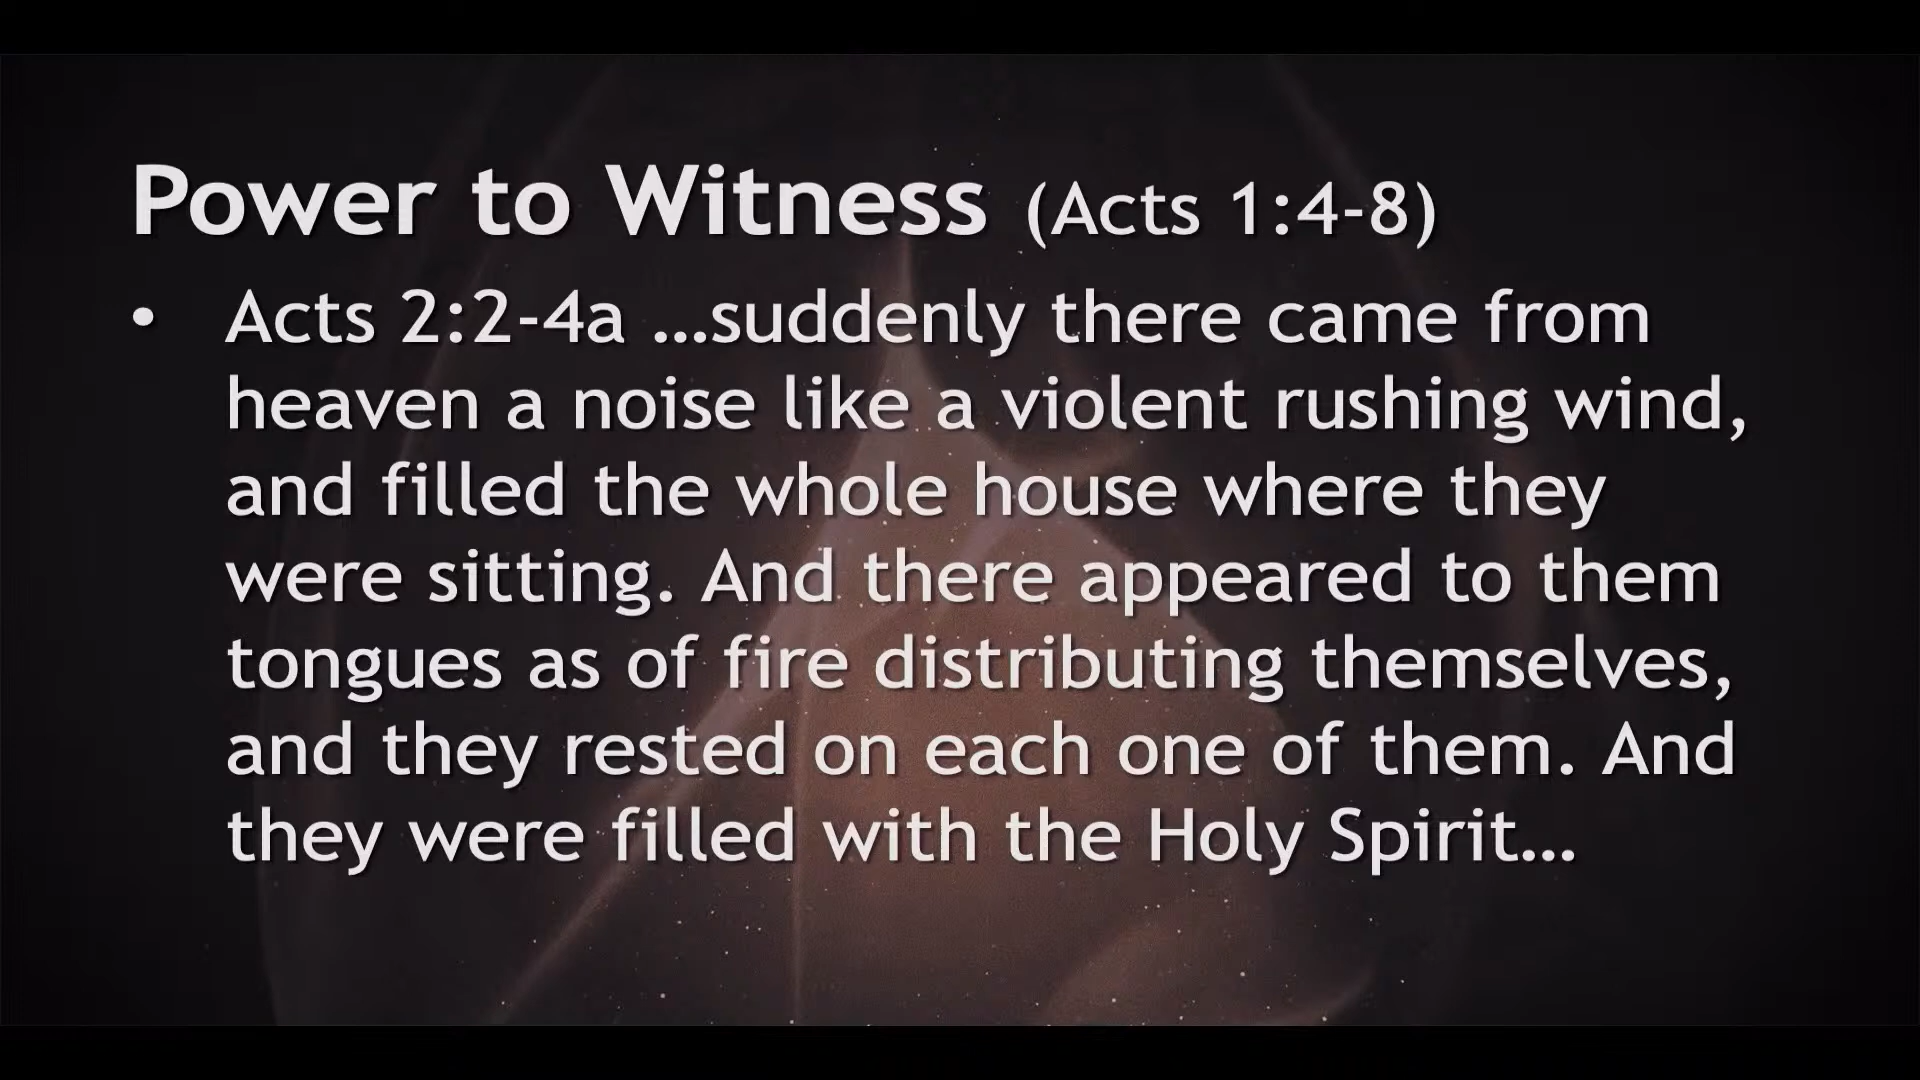 Power to Witness (Acts 1:4-8)
• Acts 2:2-4a …suddenly there came from
heaven a noise like a violent rushing wind,
and filled the whole house where they
were sitting. And there appeared to them
tongues as of fire distributing themselves,
and they rested on each one of them. And
they were filled with the Holy Spirit…